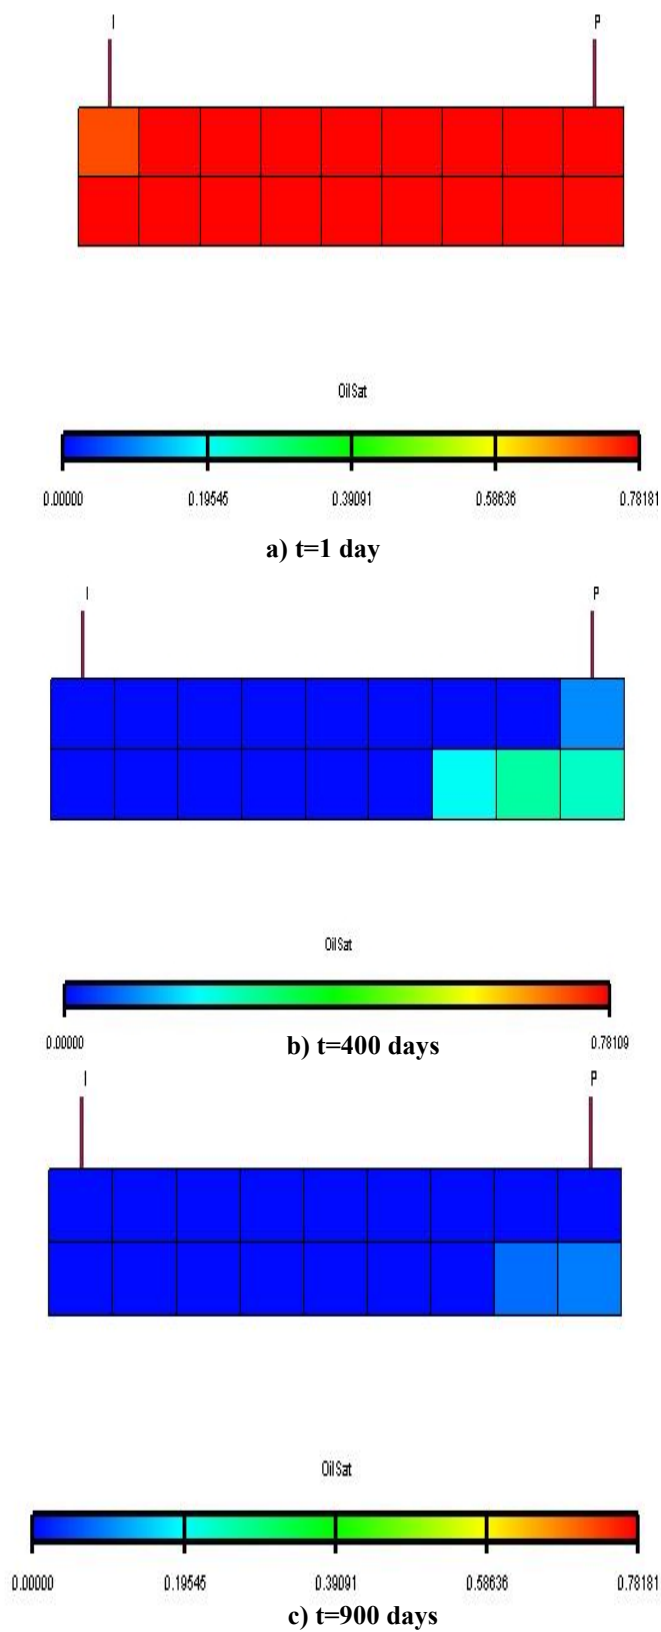 I P
OilSat
0.00000 0.19545 0.39091 0.58636 0.78181
a) t=1 day
I P
OilSat
0.00000 0.78109
b) t=400 days
I P
OilSat
0.00000 0.19545 0.39091 0.58636 0.78181
c) t=900 days